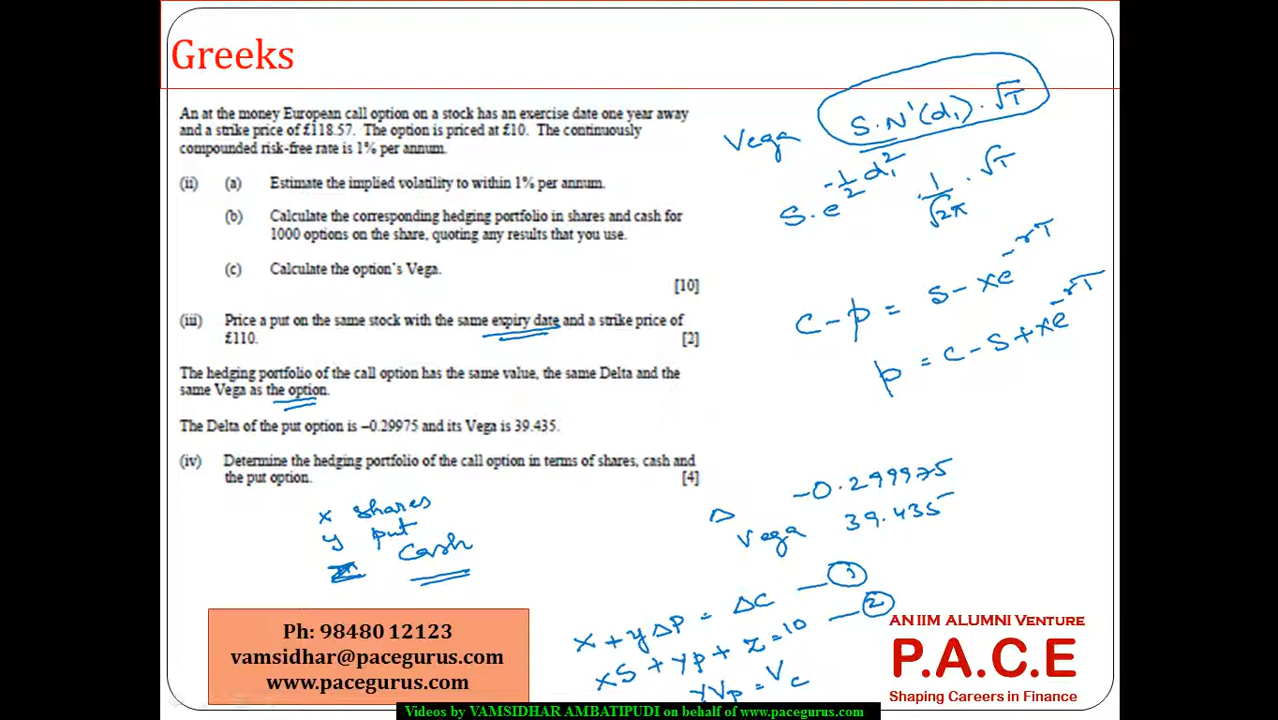 Greeks
An at the money European call option on a stock has an exercise date one year away
and a strike price of £118.57. The option is priced at £10. The continuously
compounded risk-free rate is 1% per annum.
(ii) (a) Estimate the implied volatility to within 1% per annum.
(b) Calculate the corresponding hedging portfolio in shares and cash for
1000 options on the share, quoting any results that you use.
(c) Calculate the option's Vega.
[10]
(iii) Price a put on the same stock with the same expiry date and a strike price of
£110. [2]
The hedging portfolio of the call option has the same value, the same Delta and the
same Vega as the option.
The Delta of the put option is –0.29975 and its Vega is 39.435.
(iv) Determine the hedging portfolio of the call option in terms of shares, cash and
the put option. [4]
Vega S.N'(d₁).√T
S.e^(-1/2 d₁²) 1/√2π . √T
c - p = s - xe^(-rT)
p = c - s + xe^(-rT)
Δ -0.299975
Vega 39.435
x shares
y put
z cash
x + yΔp = Δc — ①
xS + yp + z = 10 — ②
yVp = Vc
Ph: 98480 12123
vamsidhar@pacegurus.com
www.pacegurus.com
AN IIM ALUMNI VENTURE
P.A.C.E
Shaping Careers in Finance
Videos by VAMSIDHAR AMBATIPUDI on behalf of www.pacegurus.com